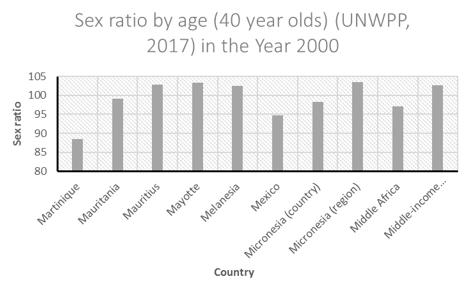 Sex ratio by age (40 year olds) (UNWPP,
2017) in the Year 2000
Sex ratio
105
100
95
90
85
80
Martinique
Mauritania
Mauritius
Mayotte
Melanesia
Mexico
Micronesia (country)
Micronesia (region)
Middle Africa
Middle-income...
Country